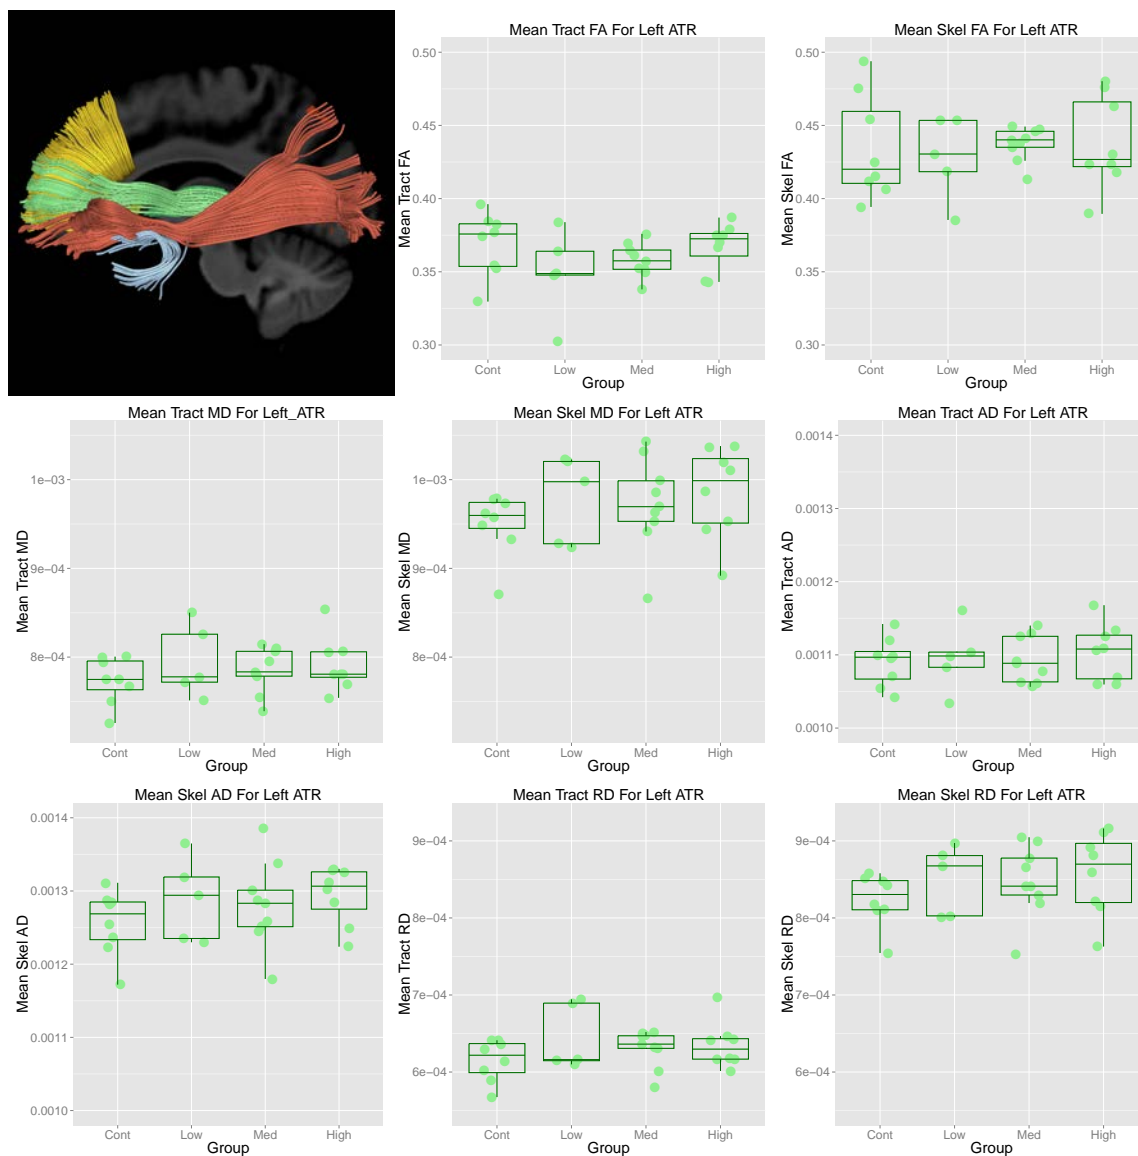 Mean Tract FA For Left ATR
Mean Tract FA
0.50
0.45
0.40
0.35
0.30
Cont Low Med High
Group
Mean Skel FA For Left ATR
Mean Skel FA
0.50
0.45
0.40
0.35
0.30
Cont Low Med High
Group
Mean Tract MD For Left_ATR
Mean Tract MD
1e−03
9e−04
8e−04
Cont Low Med High
Group
Mean Skel MD For Left ATR
Mean Skel MD
1e−03
9e−04
8e−04
Cont Low Med High
Group
Mean Tract AD For Left ATR
Mean Tract AD
0.0014
0.0013
0.0012
0.0011
0.0010
Cont Low Med High
Group
Mean Skel AD For Left ATR
Mean Skel AD
0.0014
0.0013
0.0012
0.0011
0.0010
Cont Low Med High
Group
Mean Tract RD For Left ATR
Mean Tract RD
9e−04
8e−04
7e−04
6e−04
Cont Low Med High
Group
Mean Skel RD For Left ATR
Mean Skel RD
9e−04
8e−04
7e−04
6e−04
Cont Low Med High
Group